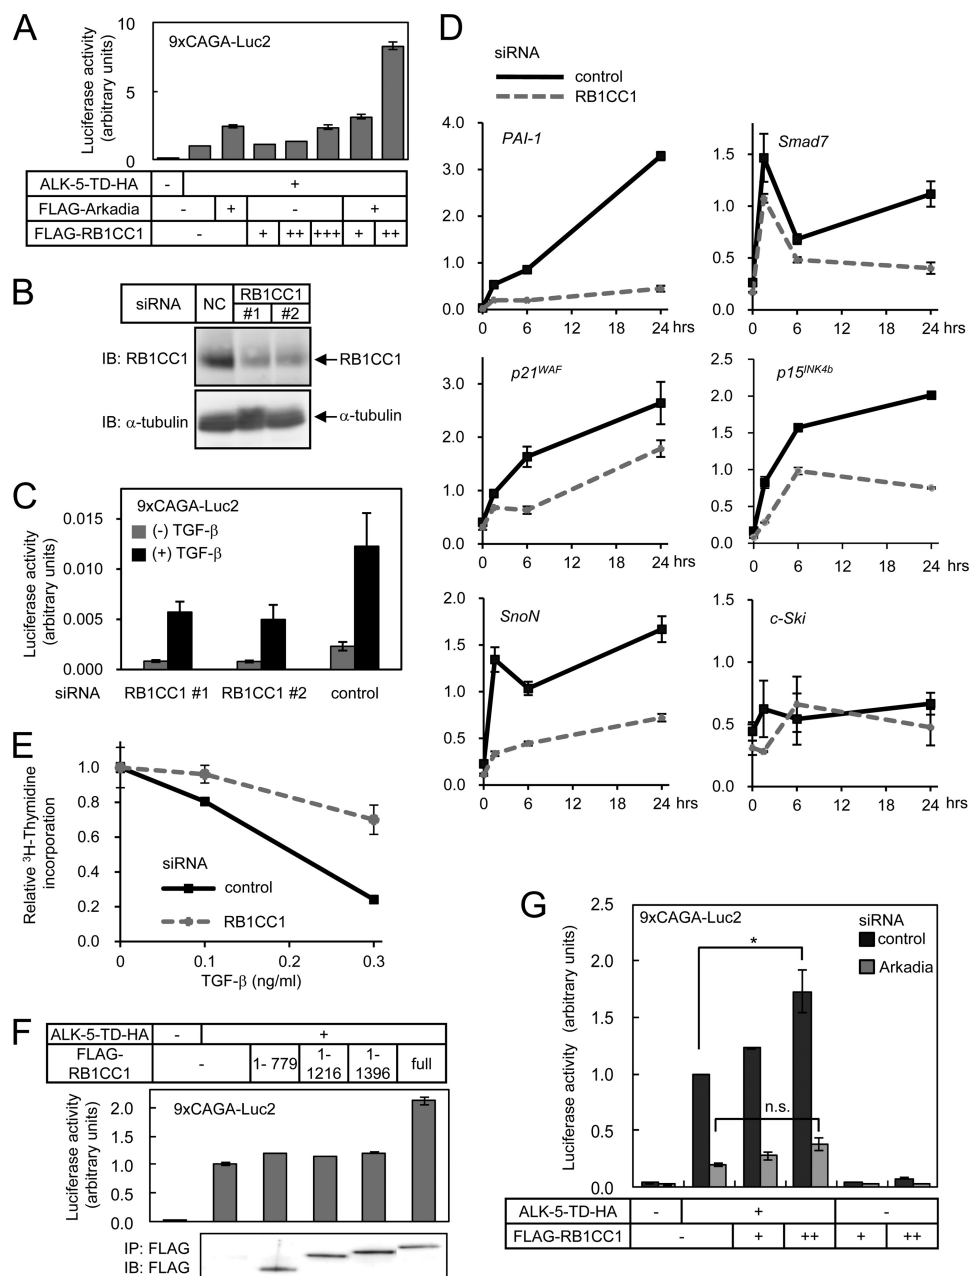 A
9xCAGA-Luc2
Luciferase activity
(arbitrary units)
10
5
0
ALK-5-TD-HA - +
FLAG-Arkadia - + - +
FLAG-RB1CC1 - + ++ +++ + ++
B
siRNA NC RB1CC1
#1 #2
IB: RB1CC1 RB1CC1
IB: α-tubulin α-tubulin
C
9xCAGA-Luc2
(-) TGF-β
(+) TGF-β
Luciferase activity
(arbitrary units)
0.015
0.010
0.005
0.000
siRNA RB1CC1 #1 RB1CC1 #2 control
D
siRNA
control
RB1CC1
PAI-1
4.0
3.0
2.0
1.0
0.0
0 6 12 18 24 hrs
Smad7
1.5
1.0
0.5
0.0
0 6 12 18 24 hrs
p21WAF
3.0
2.0
1.0
0.0
0 6 12 18 24 hrs
p15INK4b
2.5
2.0
1.5
1.0
0.5
0.0
0 6 12 18 24 hrs
SnoN
2.0
1.5
1.0
0.5
0.0
0 6 12 18 24 hrs
c-Ski
1.5
1.0
0.5
0.0
0 6 12 18 24 hrs
E
Relative ³H-Thymidine
incorporation
1.0
0.8
0.6
0.4
0.2
0.0
siRNA
control
RB1CC1
0 0.1 0.2 0.3
TGF-β (ng/ml)
F
ALK-5-TD-HA - +
FLAG-
RB1CC1 - 1- 779 1-
1216 1-
1396 full
9xCAGA-Luc2
Luciferase activity
(arbitrary units)
2.0
1.5
1.0
0.5
0.0
IP: FLAG
IB: FLAG
G
9xCAGA-Luc2
siRNA
control
Arkadia
Luciferase activity (arbitrary units)
2.5
2.0
1.5
1.0
0.5
0.0
*
n.s.
ALK-5-TD-HA - + -
FLAG-RB1CC1 - + ++ + ++